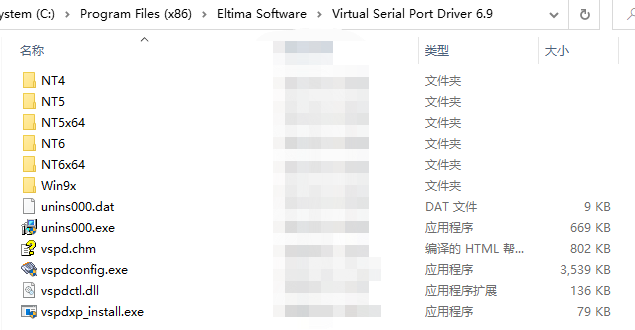 ystem (C:) > Program Files (x86) > Eltima Software > Virtual Serial Port Driver 6.9
名称 类型 大小
NT4 文件夹
NT5 文件夹
NT5x64 文件夹
NT6 文件夹
NT6x64 文件夹
Win9x 文件夹
unins000.dat DAT 文件 9 KB
unins000.exe 应用程序 669 KB
vspd.chm 编译的 HTML 帮... 802 KB
vspdconfig.exe 应用程序 3,539 KB
vspdctl.dll 应用程序扩展 136 KB
vspdxp_install.exe 应用程序 79 KB